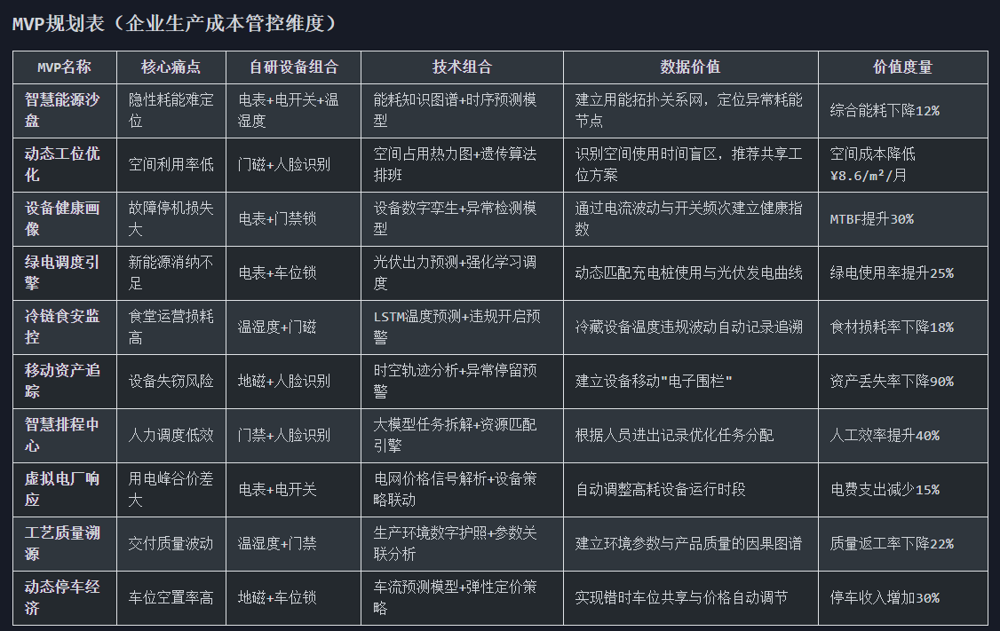 MVP规划表（企业生产成本管控维度）
MVP名称 核心痛点 自研设备组合 技术组合 数据价值 价值度量
智慧能源沙盘 隐性耗能难定位 电表+电开关+温湿度 能耗知识图谱+时序预测模型 建立用能拓扑关系网，定位异常耗能节点 综合能耗下降12%
动态工位优化 空间利用率低 门磁+人脸识别 空间占用热力图+遗传算法排班 识别空间使用时间盲区，推荐共享工位方案 空间成本降低¥8.6/m²/月
设备健康画像 故障停机损失大 电表+门禁锁 设备数字孪生+异常检测模型 通过电流波动与开关频次建立健康指数 MTBF提升30%
绿电调度引擎 新能源消纳不足 电表+车位锁 光伏出力预测+强化学习调度 动态匹配充电桩使用与光伏发电曲线 绿电使用率提升25%
冷链食安监控 食堂运营损耗高 温湿度+门磁 LSTM温度预测+违规开启预警 冷藏设备温度违规波动自动记录追溯 食材损耗率下降18%
移动资产追踪 设备失窃风险 地磁+人脸识别 时空轨迹分析+异常停留预警 建立设备移动"电子围栏" 资产丢失率下降90%
智慧排程中心 人力调度低效 门禁+人脸识别 大模型任务拆解+资源匹配引擎 根据人员进出记录优化任务分配 人工效率提升40%
虚拟电厂响应 用电峰谷价差大 电表+电开关 电网价格信号解析+设备策略联动 自动调整高耗设备运行时段 电费支出减少15%
工艺质量溯源 交付质量波动 温湿度+门禁 生产环境数字护照+参数关联分析 建立环境参数与产品质量的因果图谱 质量返工率下降22%
动态停车经济 车位空置率高 地磁+车位锁 车流预测模型+弹性定价策略 实现错时车位共享与价格自动调节 停车收入增加30%